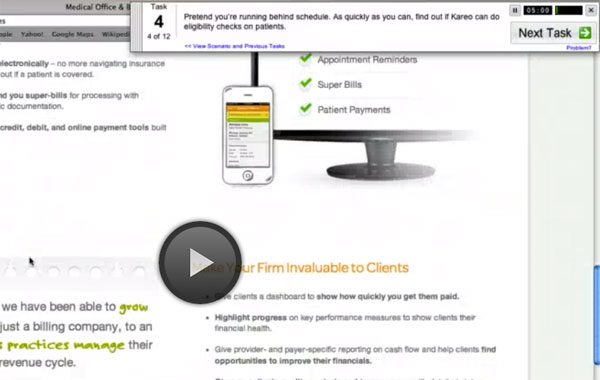 Medical Office & B
Task
4
4 of 12
Pretend you're running behind schedule. As quickly as you can, find out if Kareo can do
eligibility checks on patients.
<< View Scenario and Previous Tasks
05:00
Next Task
Problem?
Yahoo!
Google Maps
electronically – no more navigating insurance
out if a patient is covered.
nd you super-bills for processing with
c documentation.
credit, debit, and online payment tools built
Appointment Reminders
Super Bills
Patient Payments
Make Your Firm Invaluable to Clients
we have been able to grow
just a billing company, to an
s practices manage their
revenue cycle.
Give clients a dashboard to show how quickly you get them paid.
Highlight progress on key performance measures to show clients their
financial health.
Give provider- and payer-specific reporting on cash flow and help clients find
opportunities to improve their financials.